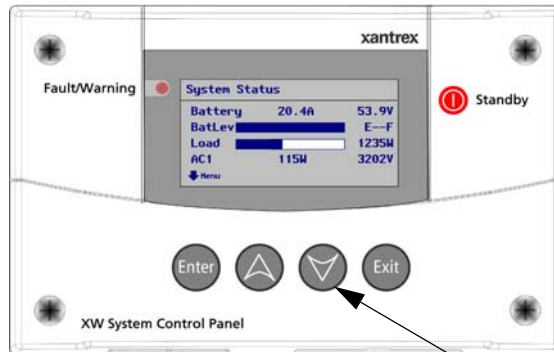 xantrex
Fault/Warning
Standby
System Status
Battery 20.4A 53.9V
BatLev E--F
Load 1235W
AC1 115W 3202V
Menu
Enter Exit
XW System Control Panel